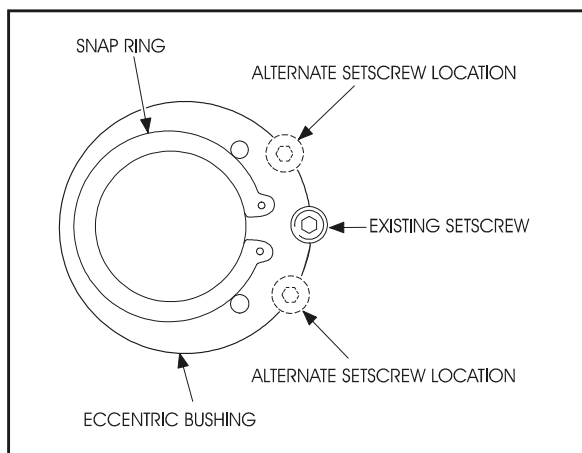 SNAP RING
ALTERNATE SETSCREW LOCATION
EXISTING SETSCREW
ALTERNATE SETSCREW LOCATION
ECCENTRIC BUSHING